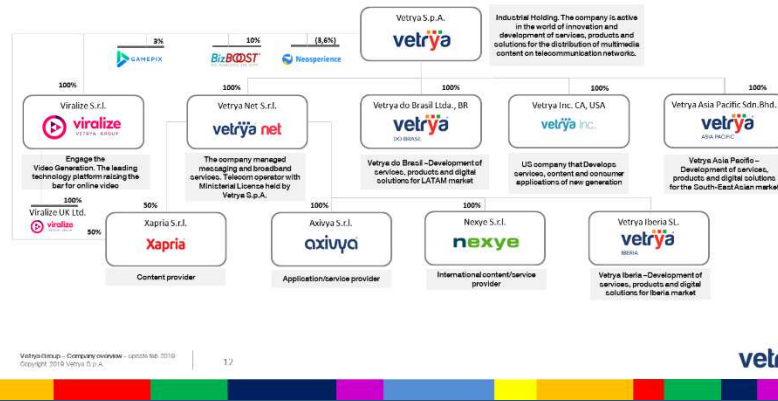 Vetrya S.p.A.
vetrya
Industrial Holding. The company is active
in the world of innovation and
development of services, products and
solutions for the distribution of multimedia
content on telecommunication networks.
3%
10%
(3,6%)
GAMEPIX
BizBOOST
Neosperience
100%
100%
100%
100%
100%
Viralize S.r.l.
viralize
VETRYA GROUP
Vetrya Net S.r.l.
vetrya net
Vetrya do Brasil Ltda., BR
vetrya
DO BRASIL
Vetrya Inc. CA, USA
vetrya inc.
Vetrya Asia Pacific Sdn.Bhd.
vetrya
ASIA PACIFIC
Engage the
Video Generation. The leading
technology platform raising the
bar for online video
The company managed
messaging and broadband
services. Telecom operator with
Ministerial License held by
Vetrya S.p.A.
Vetrya do Brasil –Development of
services, products and digital
solutions for LATAM market
US company that Develops
services, content and consumer
applications of new generation
Vetrya Asia Pacific –
Development of services,
products and digital solutions
for the South-East Asian market
100%
Viralize UK Ltd.
viralize
50%
50%
100%
100%
Xapria S.r.l.
Xapria
Axivya S.r.l.
axivya
Nexye S.r.l.
nexye
Vetrya Iberia SL.
vetrya
IBERIA
Content provider
Application/service provider
International content/service
provider
Vetrya Iberia –Development of
services, products and digital
solutions for Iberia market
Vetrya Group – Company overview - update feb 2019
Copyright 2019 Vetrya S.p.A.
12
vetr